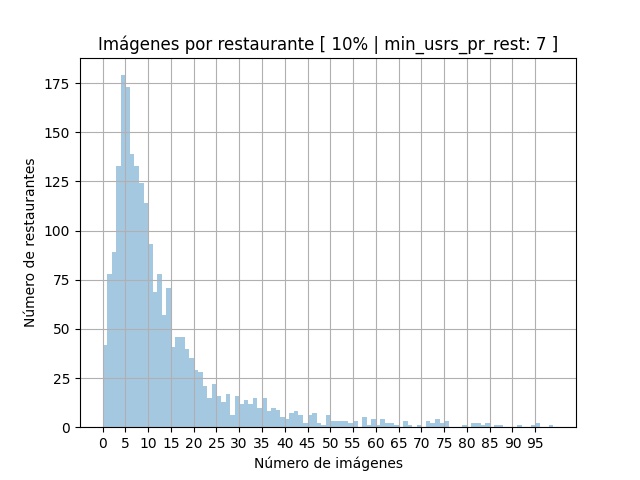 Imágenes por restaurante [ 10% | min_usrs_pr_rest: 7 ]
Número de restaurantes
175
150
125
100
75
50
25
0
0 5 10 15 20 25 30 35 40 45 50 55 60 65 70 75 80 85 90 95
Número de imágenes